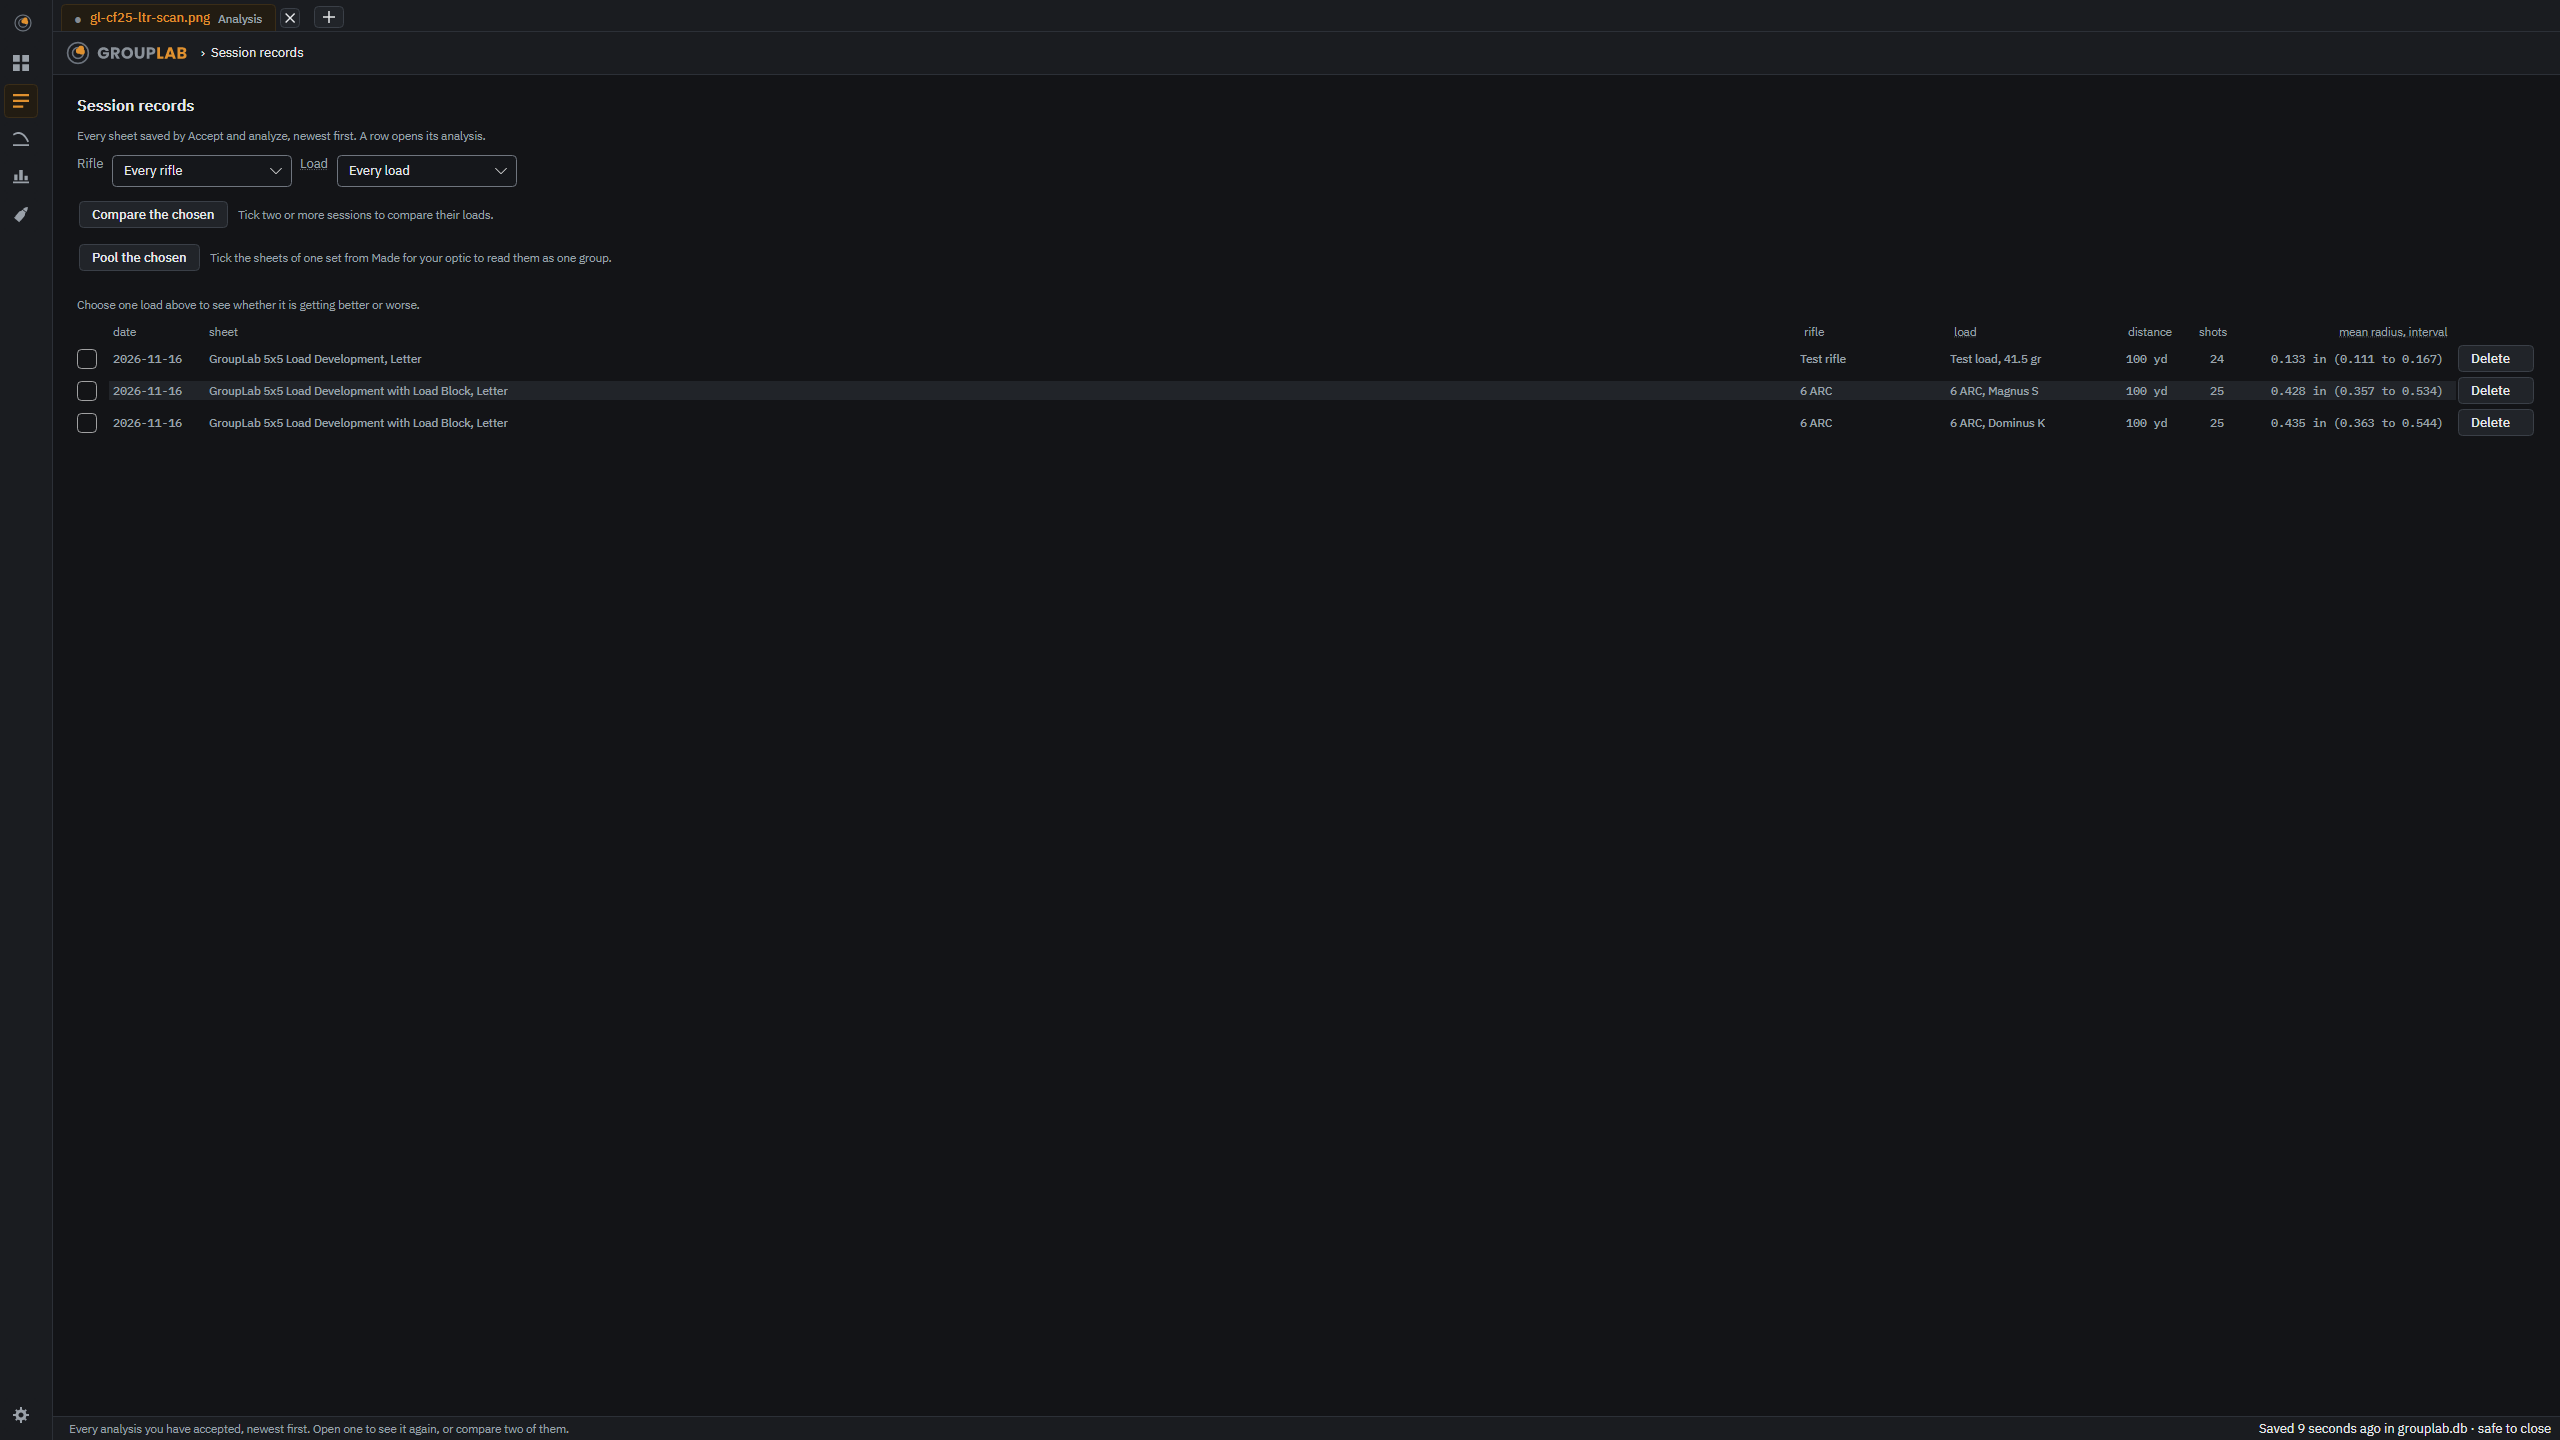 gl-cf25-ltr-scan.png Analysis
GROUPLAB › Session records
Session records
Every sheet saved by Accept and analyze, newest first. A row opens its analysis.
Rifle Every rifle Load Every load
Compare the chosen Tick two or more sessions to compare their loads.
Pool the chosen Tick the sheets of one set from Made for your optic to read them as one group.
Choose one load above to see whether it is getting better or worse.
date sheet rifle load distance shots mean radius, interval
2026-11-16 GroupLab 5x5 Load Development, Letter Test rifle Test load, 41.5 gr 100 yd 24 0.133 in (0.111 to 0.167) Delete
2026-11-16 GroupLab 5x5 Load Development with Load Block, Letter 6 ARC 6 ARC, Magnus S 100 yd 25 0.428 in (0.357 to 0.534) Delete
2026-11-16 GroupLab 5x5 Load Development with Load Block, Letter 6 ARC 6 ARC, Dominus K 100 yd 25 0.435 in (0.363 to 0.544) Delete
Every analysis you have accepted, newest first. Open one to see it again, or compare two of them. Saved 9 seconds ago in grouplab.db · safe to close